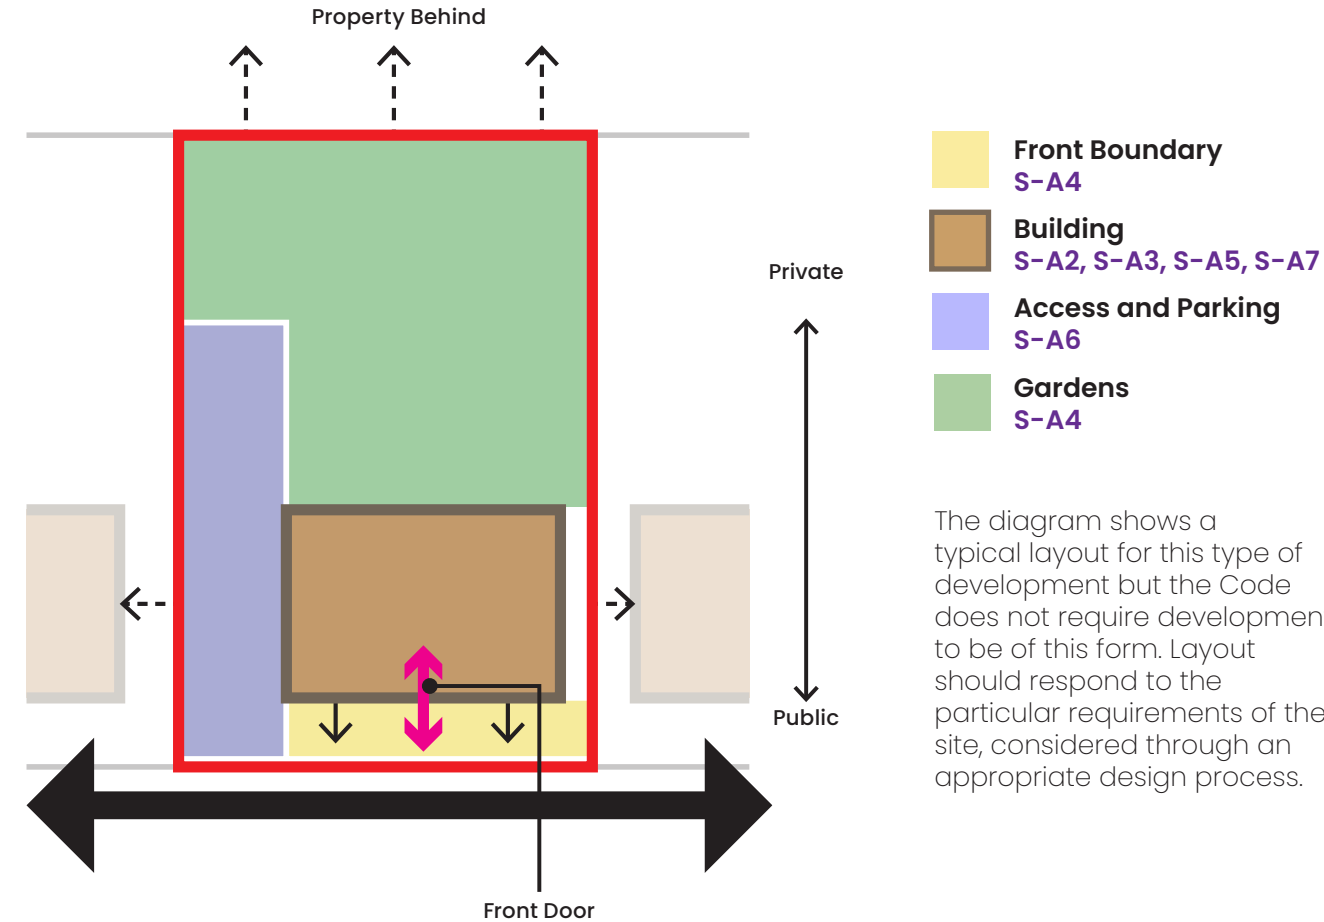 Property Behind
Private
Public
Front Door
Front Boundary
S-A4
Building
S-A2, S-A3, S-A5, S-A7
Access and Parking
S-A6
Gardens
S-A4
The diagram shows a
typical layout for this type of
development but the Code
does not require developmen
to be of this form. Layout
should respond to the
particular requirements of the
site, considered through an
appropriate design process.